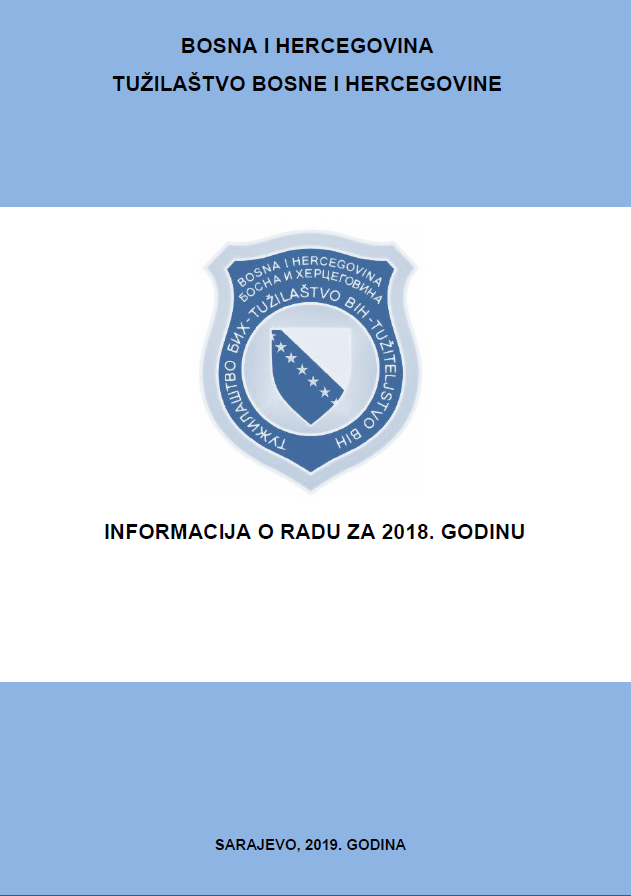 BOSNA I HERCEGOVINA
TUŽILAŠTVO BOSNE I HERCEGOVINE
BOSNA I HERCEGOVINA
БОСНА И ХЕРЦЕГОВИНА
ТУЖИЛАШТВО БИХ-TUŽILAŠTVO BIH-TUŽITELJSTVO BIH
INFORMACIJA O RADU ZA 2018. GODINU
SARAJEVO, 2019. GODINA